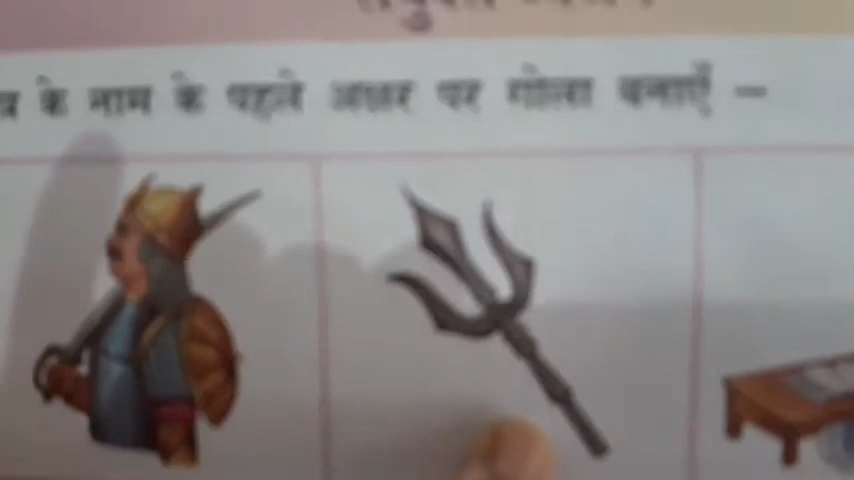 त्र के नाम के पहले अक्षर पर गोला बनाएँ –